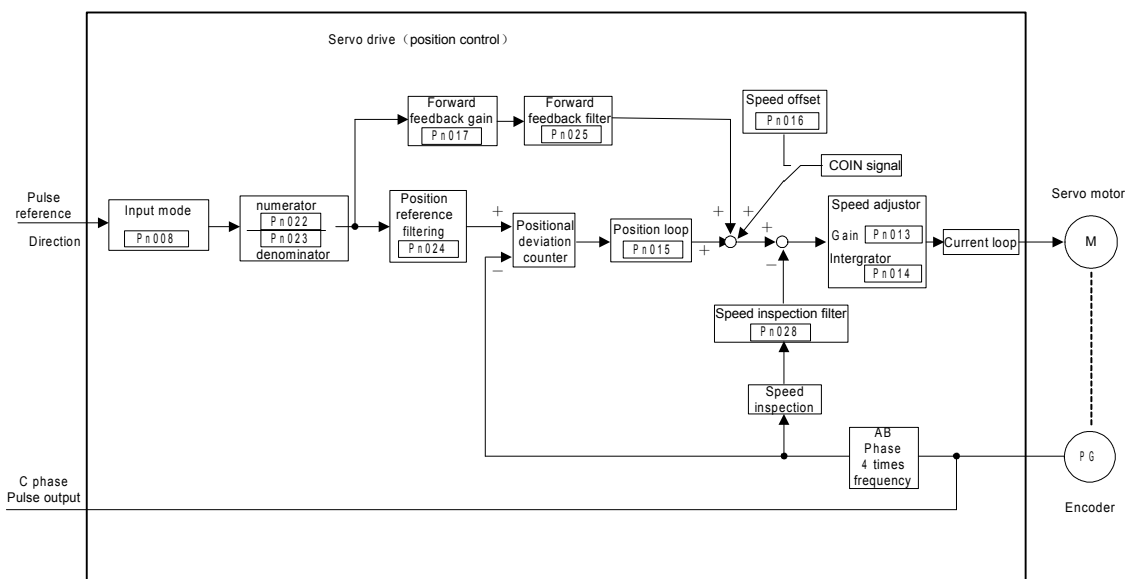 Servo drive（position control）
Forward
feedback gain
Pn017
Forward
feedback filter
Pn025
Speed offset
Pn016
COIN signal
Pulse
reference
Direction
Input mode
Pn008
numerator
Pn022
Pn023
denominator
Position
reference
filtering
Pn024
+
−
Positional
deviation
counter
Position loop
Pn015
+
+
+
+
−
Speed adjustor
Gain Pn013
Intergrator
Pn014
Current loop
Servo motor
M
Speed inspection filter
Pn028
Speed
inspection
AB
Phase
4 times
frequency
PG
Encoder
C phase
Pulse output